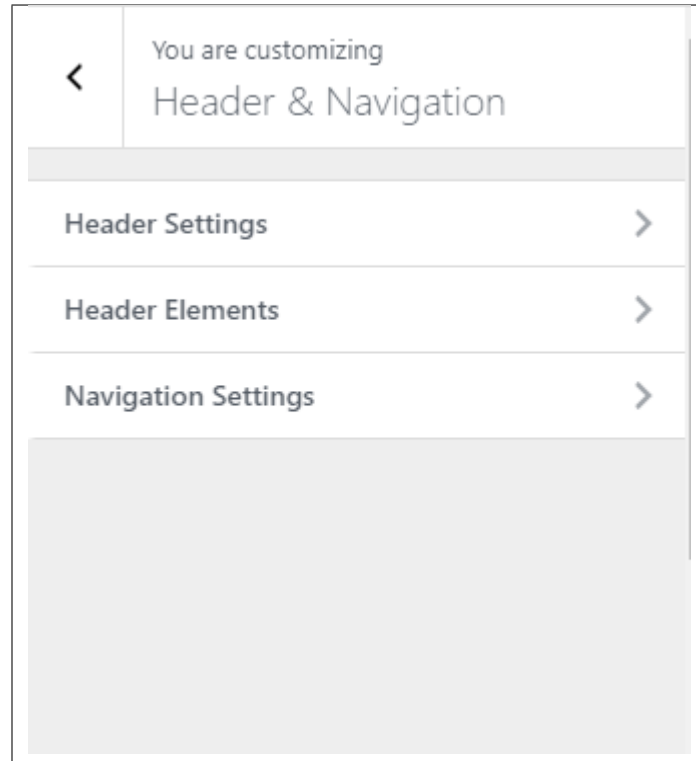 You are customizing
Header & Navigation
Header Settings
Header Elements
Navigation Settings